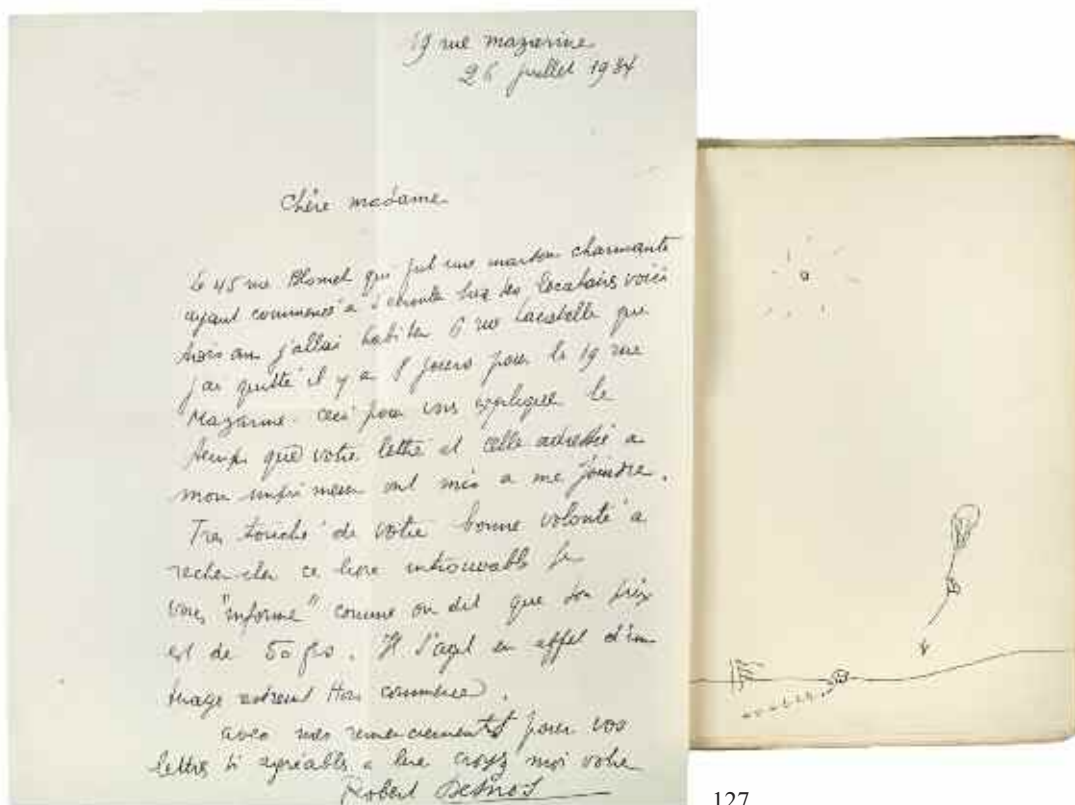 19 rue mazarine
26 juillet 1934
Chère madame
Le 45 rue Blomet qui fut une maison charmante
ayant commencé a sur ses locataires voici
trois ans j'allai habiter 6 rue Lacretelle que
j'ai quitté il y a 8 jours pour le 19 rue
Mazarine. ceci pour vous expliquer le
temps que votre lettre et celle adressée a
mon imprimeur ont mis a me joindre.
Tres touché de votre bonne volonté a
rechercher ce livre introuvable je
vous "informe" comme on dit que son prix
est de 50 frs. Il s'agit en effet d'un
tirage Hors commerce.
avec mes remerciements pour vos
lettres si agréables a lire croyez moi votre
Robert Desnos
127